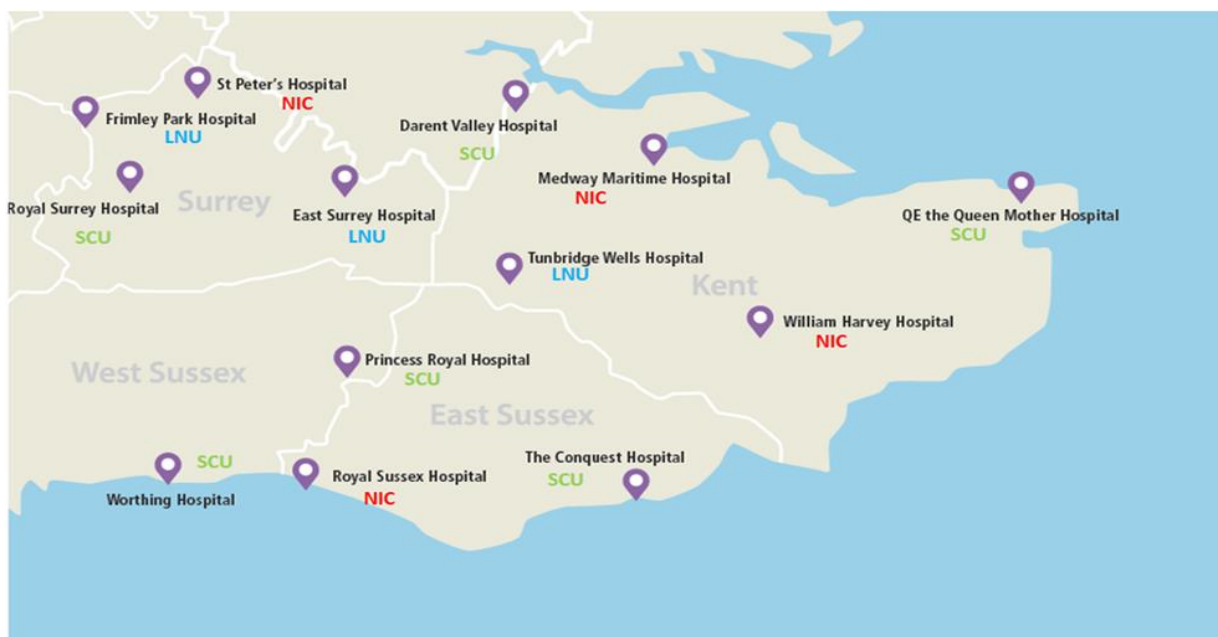 St Peter's Hospital
NIC
Frimley Park Hospital
LNU
Darent Valley Hospital
SCU
Medway Maritime Hospital
NIC
Royal Surrey Hospital
SCU
Surrey
East Surrey Hospital
LNU
QE the Queen Mother Hospital
SCU
Tunbridge Wells Hospital
LNU
Kent
William Harvey Hospital
NIC
Princess Royal Hospital
SCU
West Sussex
East Sussex
SCU
Worthing Hospital
Royal Sussex Hospital
NIC
The Conquest Hospital
SCU